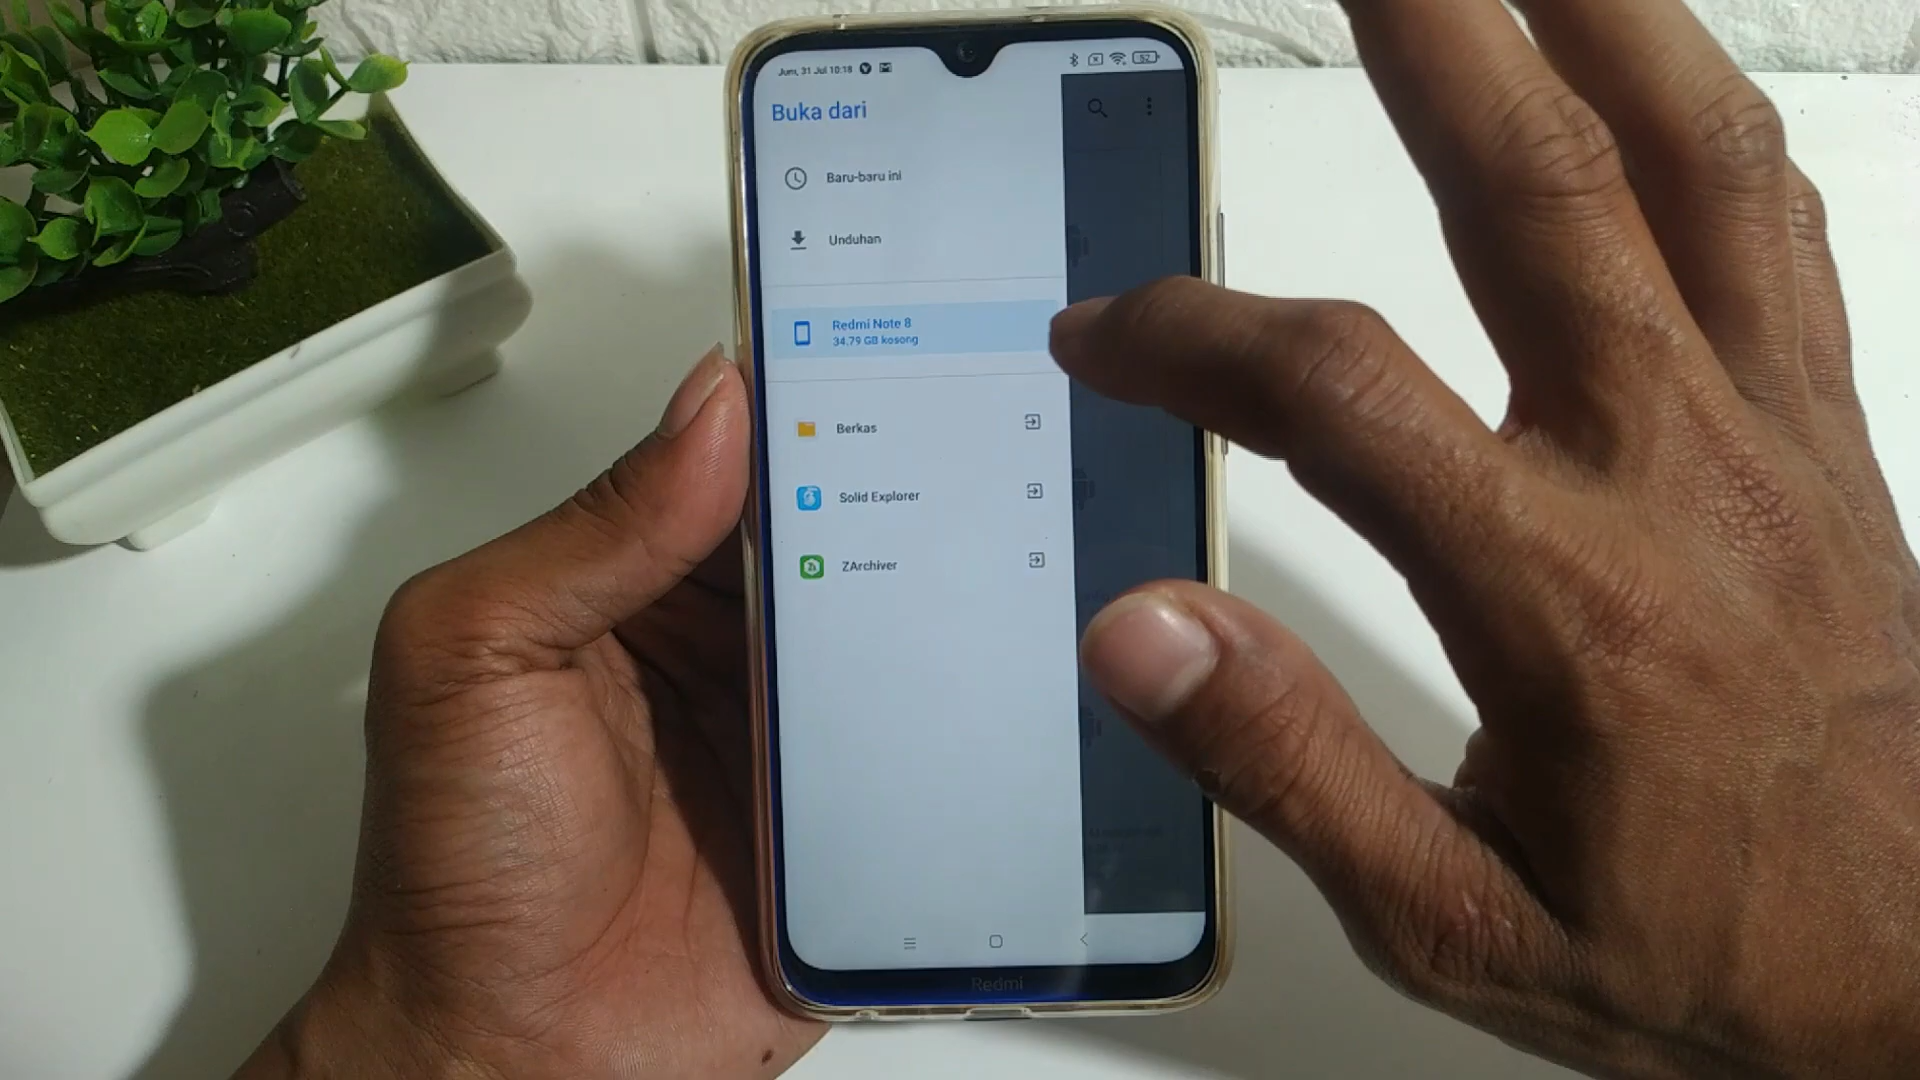 Jum, 31 Jul 10:18
52
Buka dari
Baru-baru ini
Unduhan
Redmi Note 8
34.79 GB kosong
Berkas
Solid Explorer
ZArchiver
Redmi